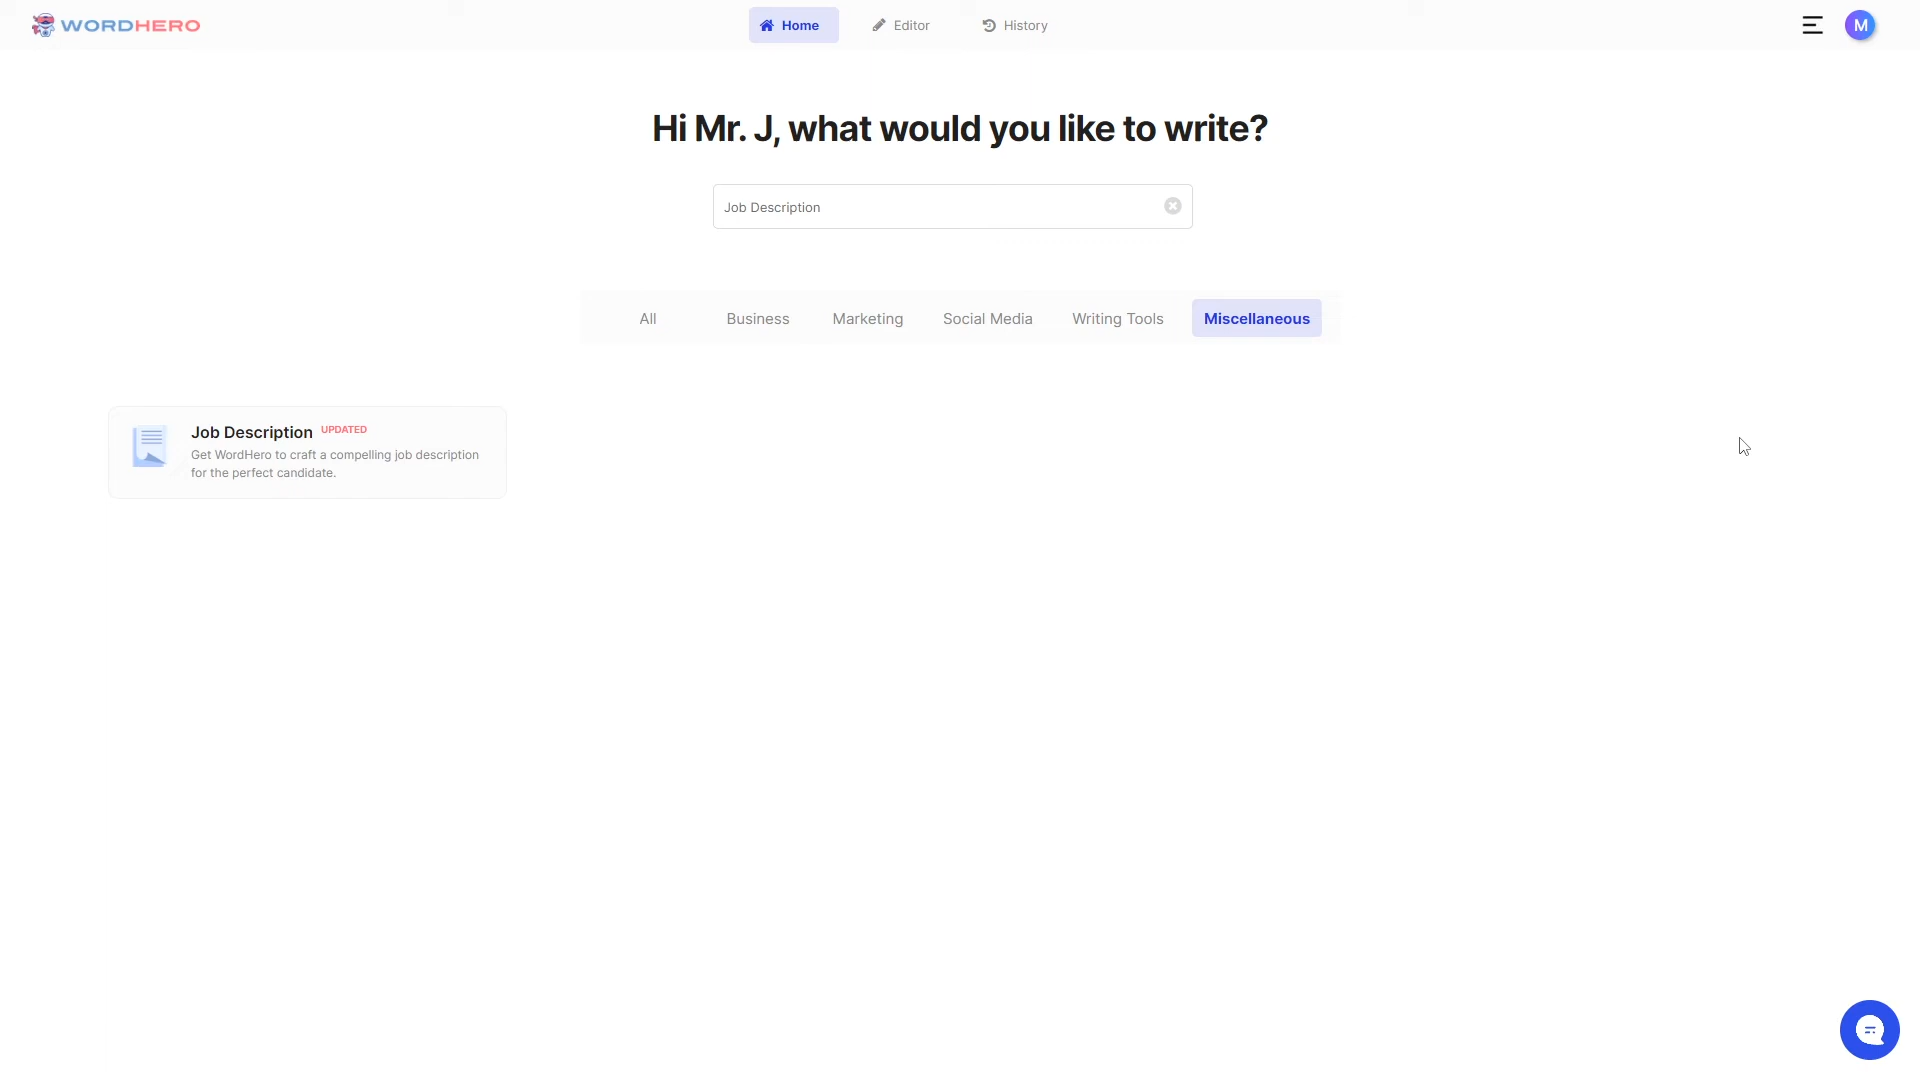 WORDHERO
Home
Editor
History
M
Hi Mr. J, what would you like to write?
Job Description
All
Business
Marketing
Social Media
Writing Tools
Miscellaneous
Job Description UPDATED
Get WordHero to craft a compelling job description
for the perfect candidate.